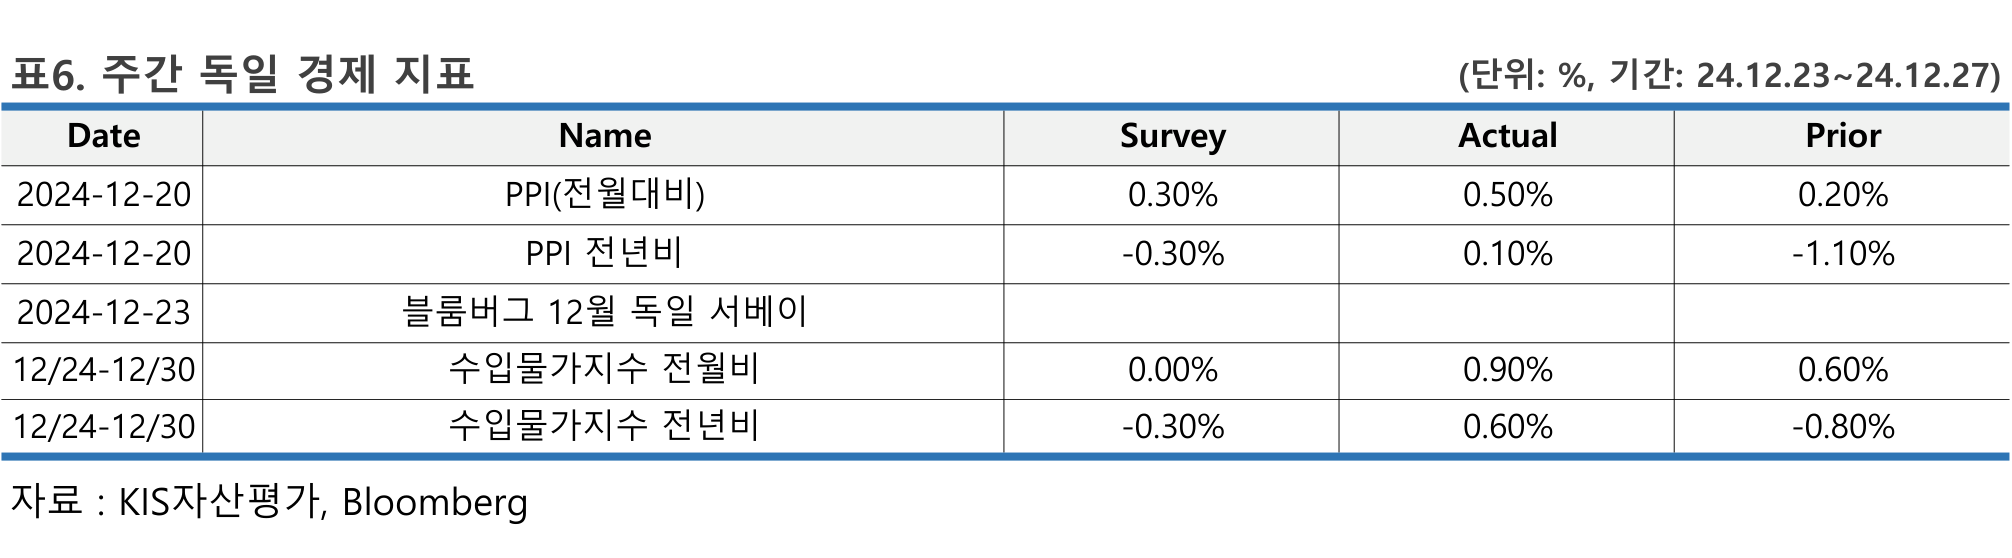 표6. 주간 독일 경제 지표 (단위: %, 기간: 24.12.23~24.12.27)
Date Name Survey Actual Prior
2024-12-20 PPI(전월대비) 0.30% 0.50% 0.20%
2024-12-20 PPI 전년비 -0.30% 0.10% -1.10%
2024-12-23 블룸버그 12월 독일 서베이
12/24-12/30 수입물가지수 전월비 0.00% 0.90% 0.60%
12/24-12/30 수입물가지수 전년비 -0.30% 0.60% -0.80%
자료 : KIS자산평가, Bloomberg